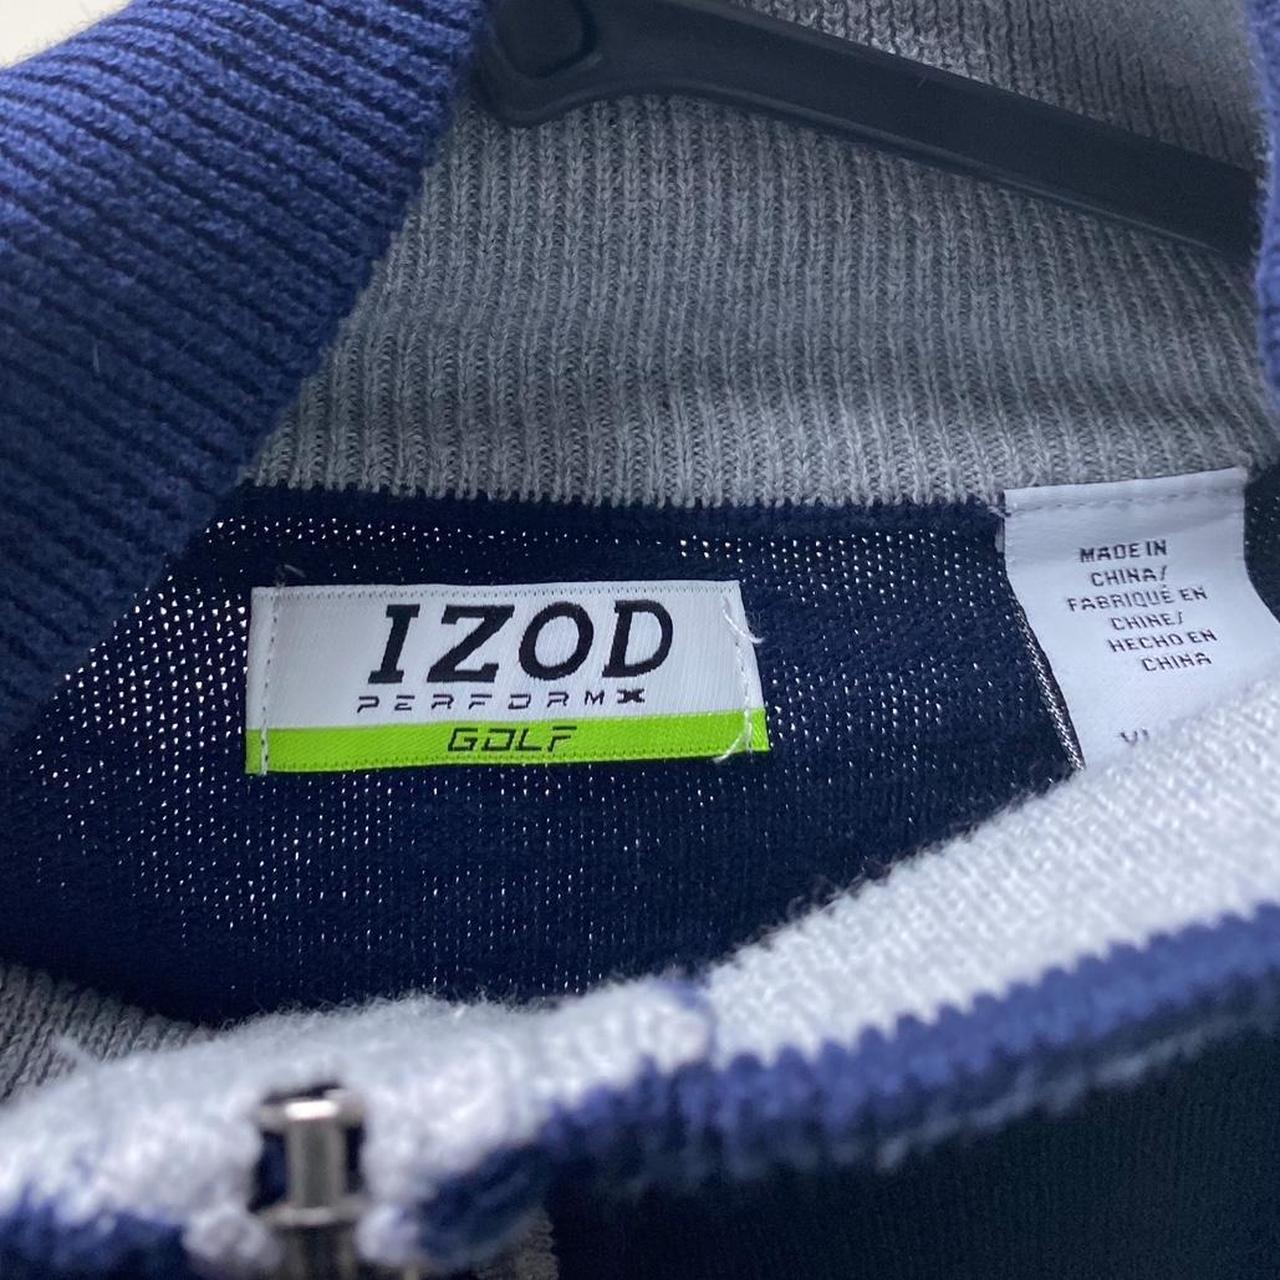 IZOD
PERFORMX
GOLF
MADE IN
CHINA/
FABRIQUÉ EN
CHINE/
HECHO EN
CHINA